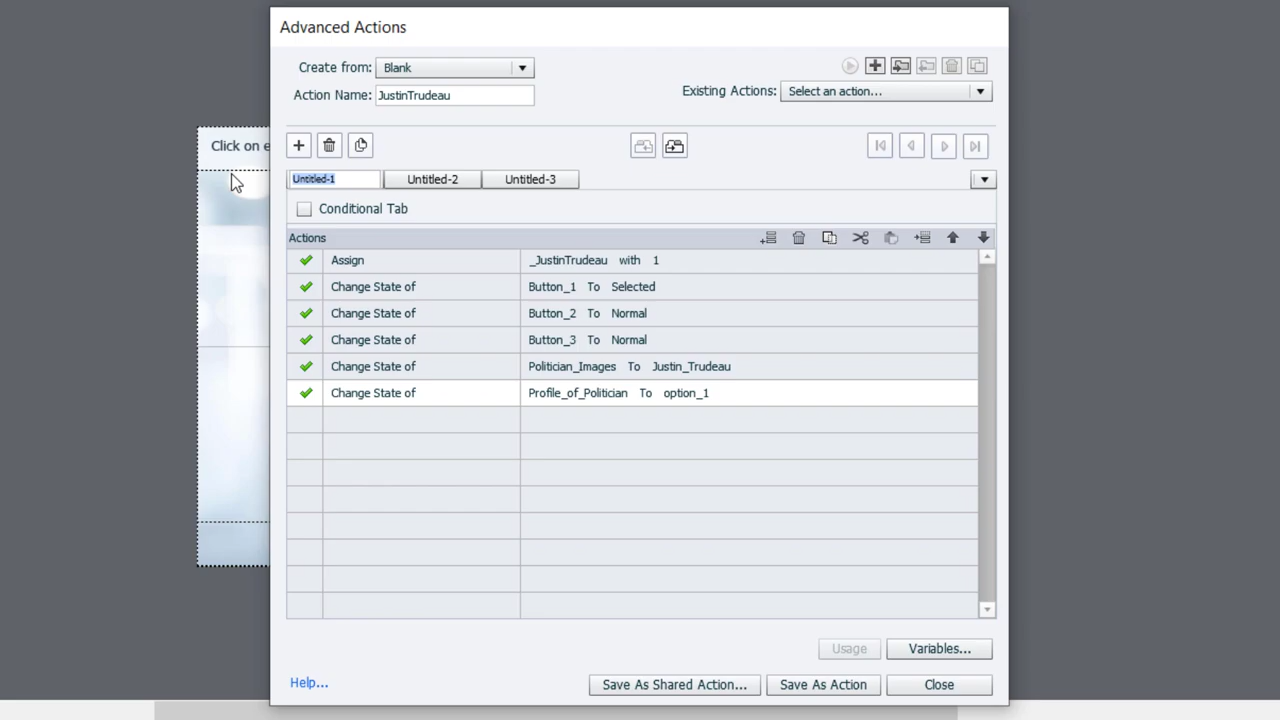 Advanced Actions
Create from: Blank
Action Name: JustinTrudeau
Existing Actions: Select an action...
Click on e
Untitled-1 Untitled-2 Untitled-3
Conditional Tab
Actions
Assign _JustinTrudeau with 1
Change State of Button_1 To Selected
Change State of Button_2 To Normal
Change State of Button_3 To Normal
Change State of Politician_Images To Justin_Trudeau
Change State of Profile_of_Politician To option_1
Usage Variables...
Help... Save As Shared Action... Save As Action Close